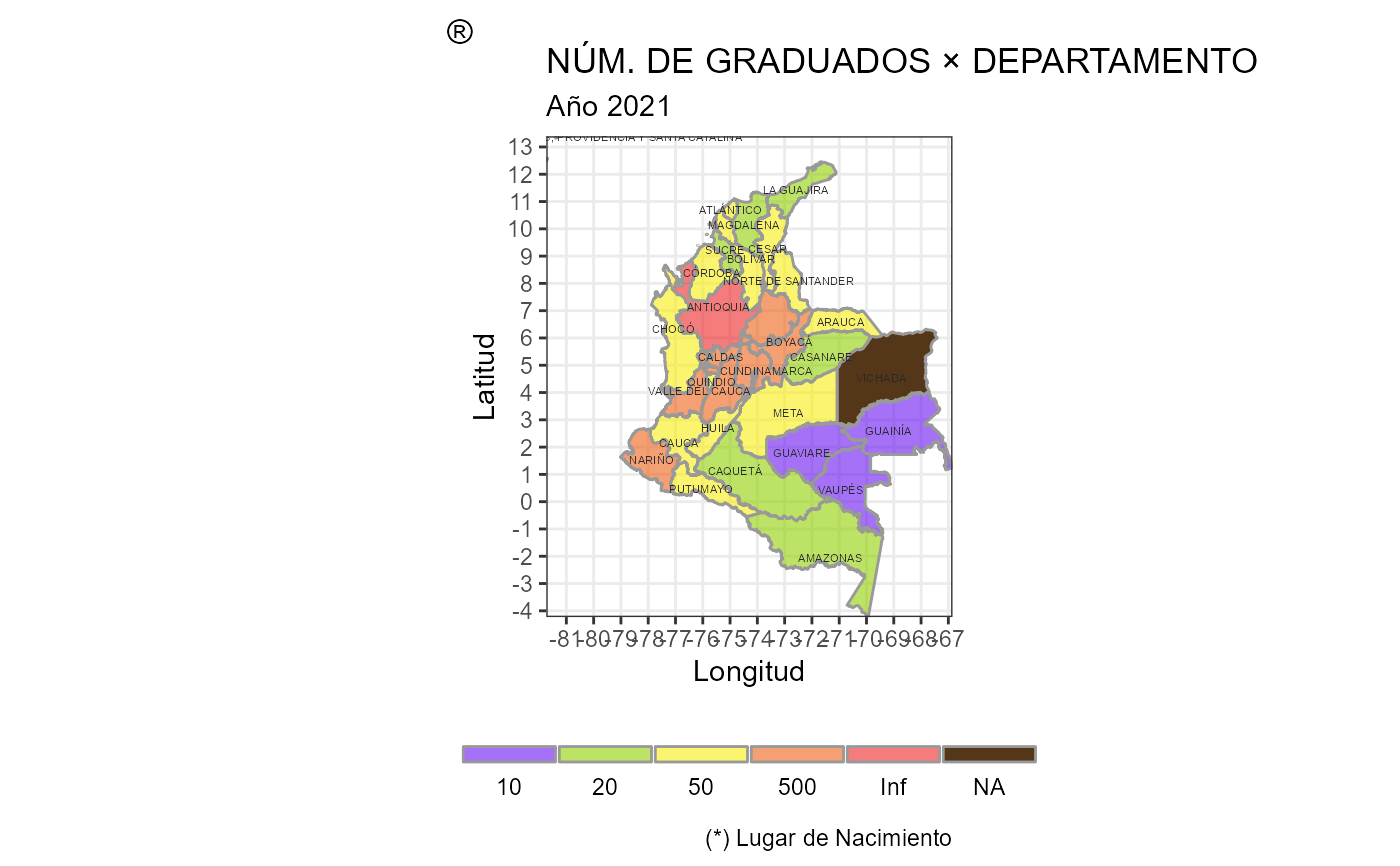 ®
NÚM. DE GRADUADOS × DEPARTAMENTO
Año 2021
PROVIDENCIA Y SANTA CATALINA
13
12
11
10
9
8
7
6
5
4
3
2
1
0
-1
-2
-3
-4
Latitud
LA GUAJIRA
ATLÁNTICO
MAGDALENA
SUCRE CESAR
BOLÍVAR
CÓRDOBA
NORTE DE SANTANDER
ANTIOQUIA
ARAUCA
CHOCÓ
BOYACÁ
CALDAS
CASANARE
CUNDINAMARCA
VICHADA
QUINDÍO
VALLE DEL CAUCA
META
HUILA
GUAINÍA
CAUCA
GUAVIARE
NARIÑO
CAQUETÁ
PUTUMAYO
VAUPÉS
AMAZONAS
-81 -80 -79 -78 -77 -76 -75 -74 -73 -72 -71 -70 -69 -68 -67
Longitud
10 20 50 500 Inf NA
(*) Lugar de Nacimiento